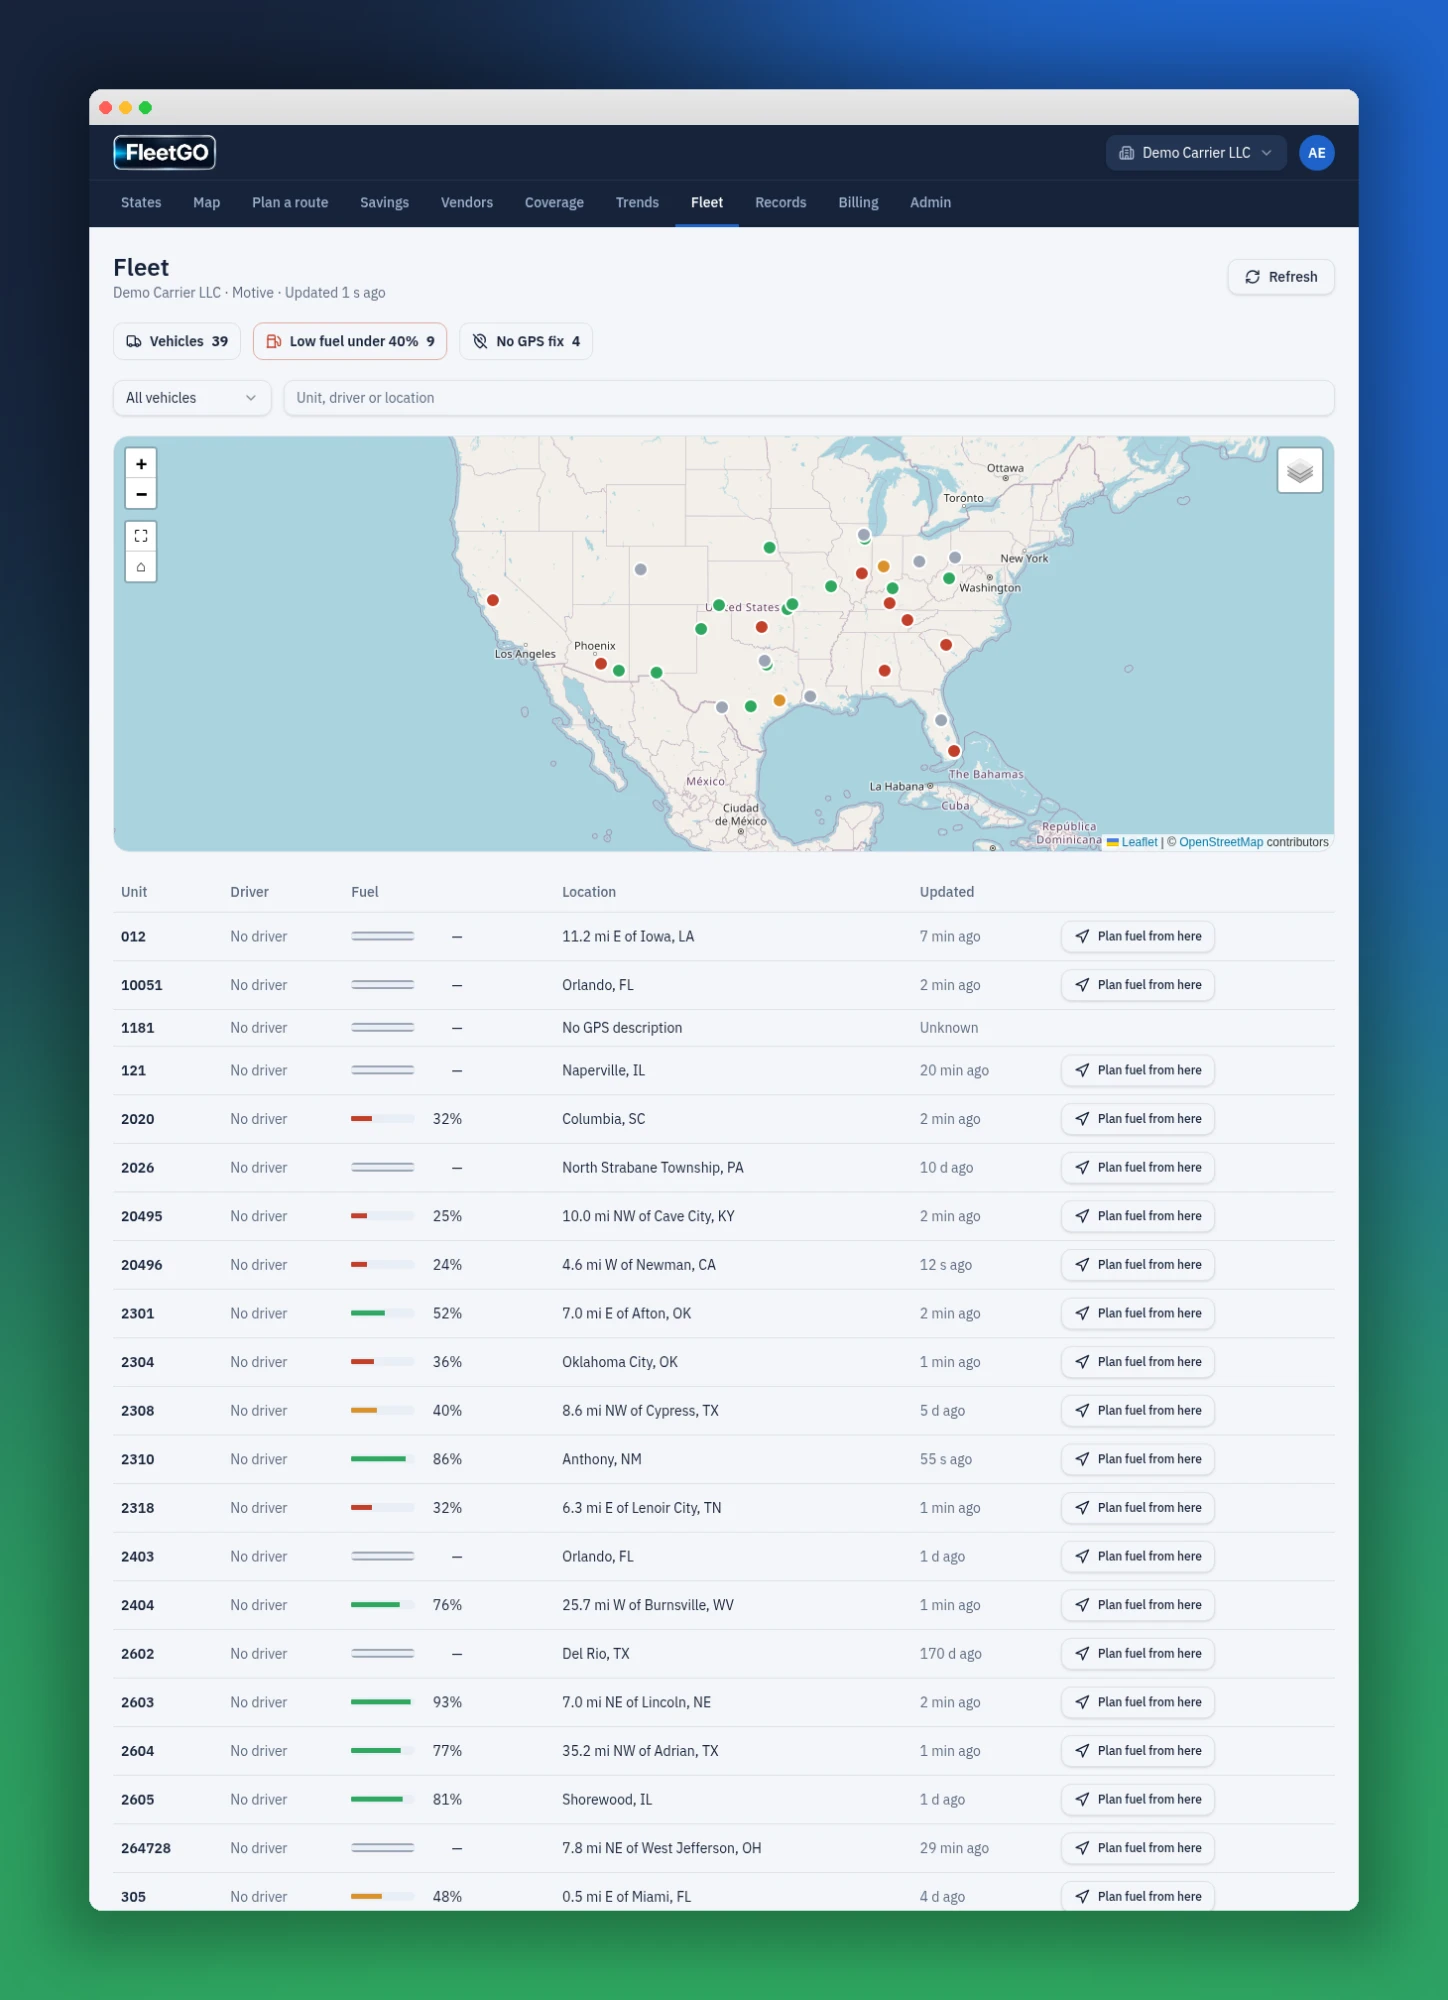 FleetGO
Demo Carrier LLC
AE
States Map Plan a route Savings Vendors Coverage Trends Fleet Records Billing Admin
Fleet
Demo Carrier LLC · Motive · Updated 1 s ago
Refresh
Vehicles 39
Low fuel under 40% 9
No GPS fix 4
All vehicles
Unit, driver or location
+
−
Ottawa
Toronto
New York
Washington
United States
Phoenix
Los Angeles
México
The Bahamas
La Habana
Cuba
Ciudad
de México
República
Dominicana
Leaflet | © OpenStreetMap contributors
Unit Driver Fuel Location Updated
012 No driver — 11.2 mi E of Iowa, LA 7 min ago Plan fuel from here
10051 No driver — Orlando, FL 2 min ago Plan fuel from here
1181 No driver — No GPS description Unknown
121 No driver — Naperville, IL 20 min ago Plan fuel from here
2020 No driver 32% Columbia, SC 2 min ago Plan fuel from here
2026 No driver — North Strabane Township, PA 10 d ago Plan fuel from here
20495 No driver 25% 10.0 mi NW of Cave City, KY 2 min ago Plan fuel from here
20496 No driver 24% 4.6 mi W of Newman, CA 12 s ago Plan fuel from here
2301 No driver 52% 7.0 mi E of Afton, OK 2 min ago Plan fuel from here
2304 No driver 36% Oklahoma City, OK 1 min ago Plan fuel from here
2308 No driver 40% 8.6 mi NW of Cypress, TX 5 d ago Plan fuel from here
2310 No driver 86% Anthony, NM 55 s ago Plan fuel from here
2318 No driver 32% 6.3 mi E of Lenoir City, TN 1 min ago Plan fuel from here
2403 No driver — Orlando, FL 1 d ago Plan fuel from here
2404 No driver 76% 25.7 mi W of Burnsville, WV 1 min ago Plan fuel from here
2602 No driver — Del Rio, TX 170 d ago Plan fuel from here
2603 No driver 93% 7.0 mi NE of Lincoln, NE 2 min ago Plan fuel from here
2604 No driver 77% 35.2 mi NW of Adrian, TX 1 min ago Plan fuel from here
2605 No driver 81% Shorewood, IL 1 d ago Plan fuel from here
264728 No driver — 7.8 mi NE of West Jefferson, OH 29 min ago Plan fuel from here
305 No driver 48% 0.5 mi E of Miami, FL 4 d ago Plan fuel from here